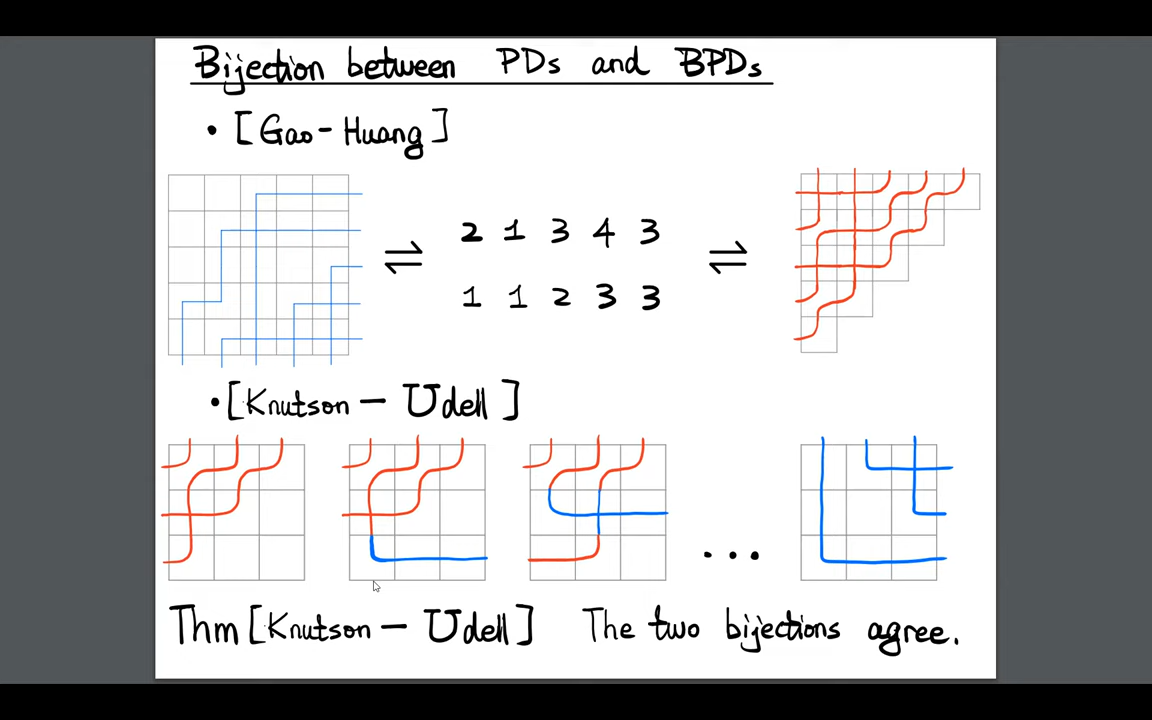 Bijection between PDs and BPDs
• [Gao-Huang]
2 1 3 4 3
1 1 2 3 3
• [Knutson - Udell]
...
Thm [Knutson - Udell] The two bijections agree.